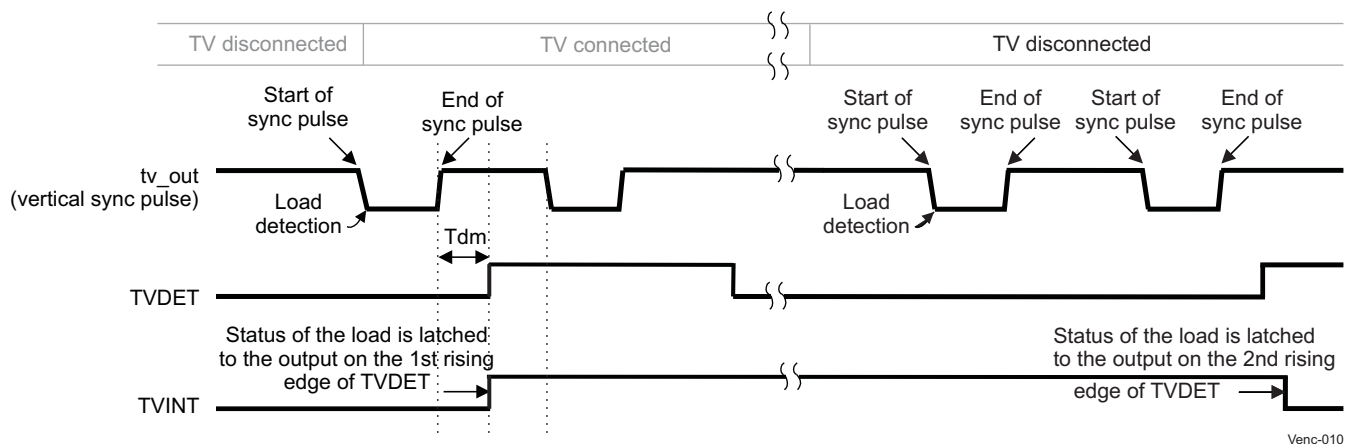 TV disconnected
TV connected
TV disconnected
Start of
sync pulse
End of
sync pulse
Start of
sync pulse
End of
sync pulse
Start of
sync pulse
End of
sync pulse
tv_out
(vertical sync pulse)
Load
detection
Load
detection
Tdm
TVDET
Status of the load is latched
to the output on the 1st rising
edge of TVDET
Status of the load is latched
to the output on the 2nd rising
edge of TVDET
TVINT
Venc-010